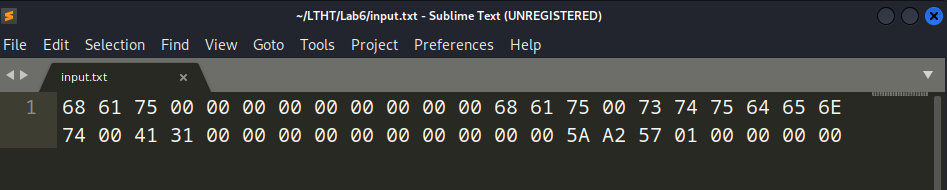 ~/LTHT/Lab6/input.txt - Sublime Text (UNREGISTERED)
File Edit Selection Find View Goto Tools Project Preferences Help
input.txt ×
1 68 61 75 00 00 00 00 00 00 00 00 00 68 61 75 00 73 74 75 64 65 6E
74 00 41 31 00 00 00 00 00 00 00 00 00 00 5A A2 57 01 00 00 00 00